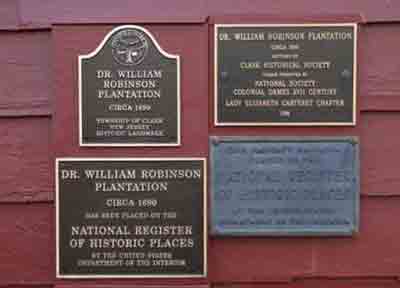 DR. WILLIAM
ROBINSON
PLANTATION
CIRCA 1690
TOWNSHIP OF CLARK
NEW JERSEY
HISTORIC LANDMARK
DR. WILLIAM ROBINSON PLANTATION
CIRCA 1690
CLARK HISTORICAL SOCIETY
NATIONAL SOCIETY
COLONIAL DAMES XVII CENTURY
LADY ELIZABETH CARTERET CHAPTER
DR. WILLIAM ROBINSON
PLANTATION
CIRCA 1690
HAS BEEN PLACED ON THE
NATIONAL REGISTER
OF HISTORIC PLACES
BY THE UNITED STATES
DEPARTMENT OF THE INTERIOR
NATIONAL REGISTER
OF HISTORIC PLACES